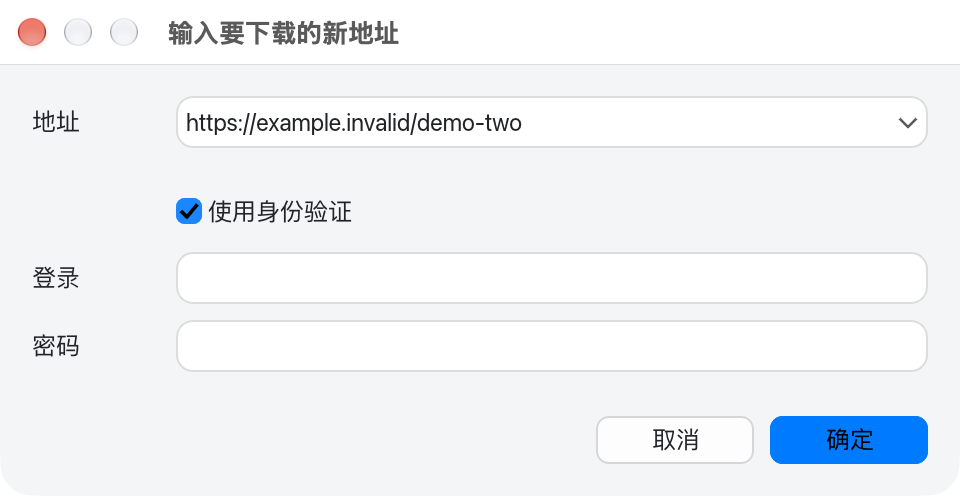 输入要下载的新地址
地址
https://example.invalid/demo-two
使用身份验证
登录
密码
取消
确定